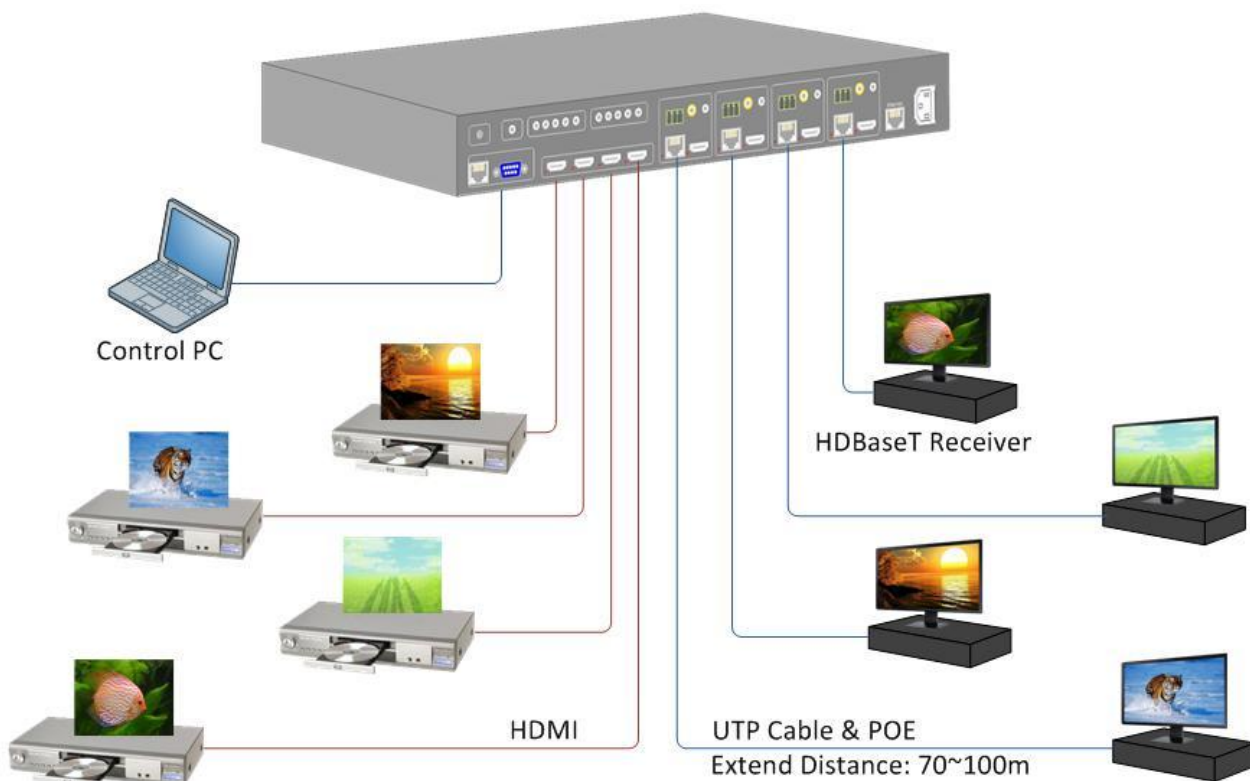 Control PC
HDBaseT Receiver
HDMI
UTP Cable & POE
Extend Distance: 70~100m